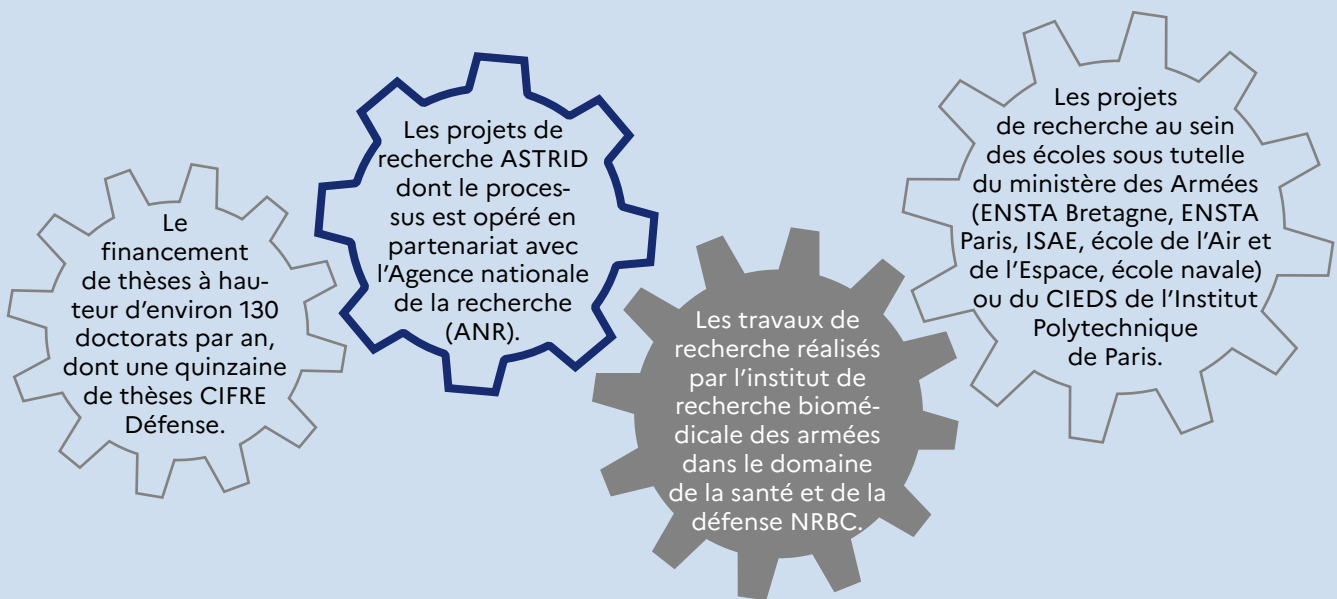 Le
financement
de thèses à hau-
teur d’environ 130
doctorats par an,
dont une quinzaine
de thèses CIFRE
Défense.
Les projets de
recherche ASTRID
dont le proces-
sus est opéré en
partenariat avec
l’Agence nationale
de la recherche
(ANR).
Les travaux de
recherche réalisés
par l’institut de
recherche biomé-
dicale des armées
dans le domaine
de la santé et de la
défense NRBC.
Les projets
de recherche au sein
des écoles sous tutelle
du ministère des Armées
(ENSTA Bretagne, ENSTA
Paris, ISAE, école de l’Air et
de l’Espace, école navale)
ou du CIEDS de l’Institut
Polytechnique
de Paris.